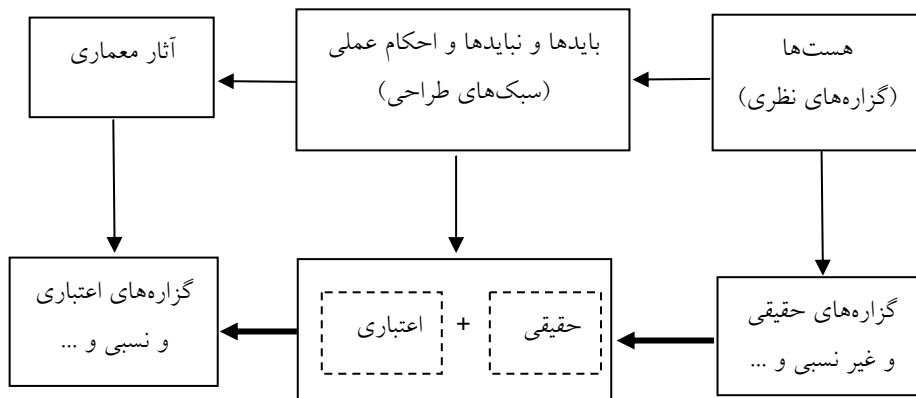 هست‌ها
(گزاره‌های نظری)
بایدها و نبایدها و احکام عملی
(سبک‌های طراحی)
آثار معماری
گزاره‌های حقیقی
و غیر نسبی و ...
حقیقی
+
اعتباری
گزاره‌های اعتباری
و نسبی و ...